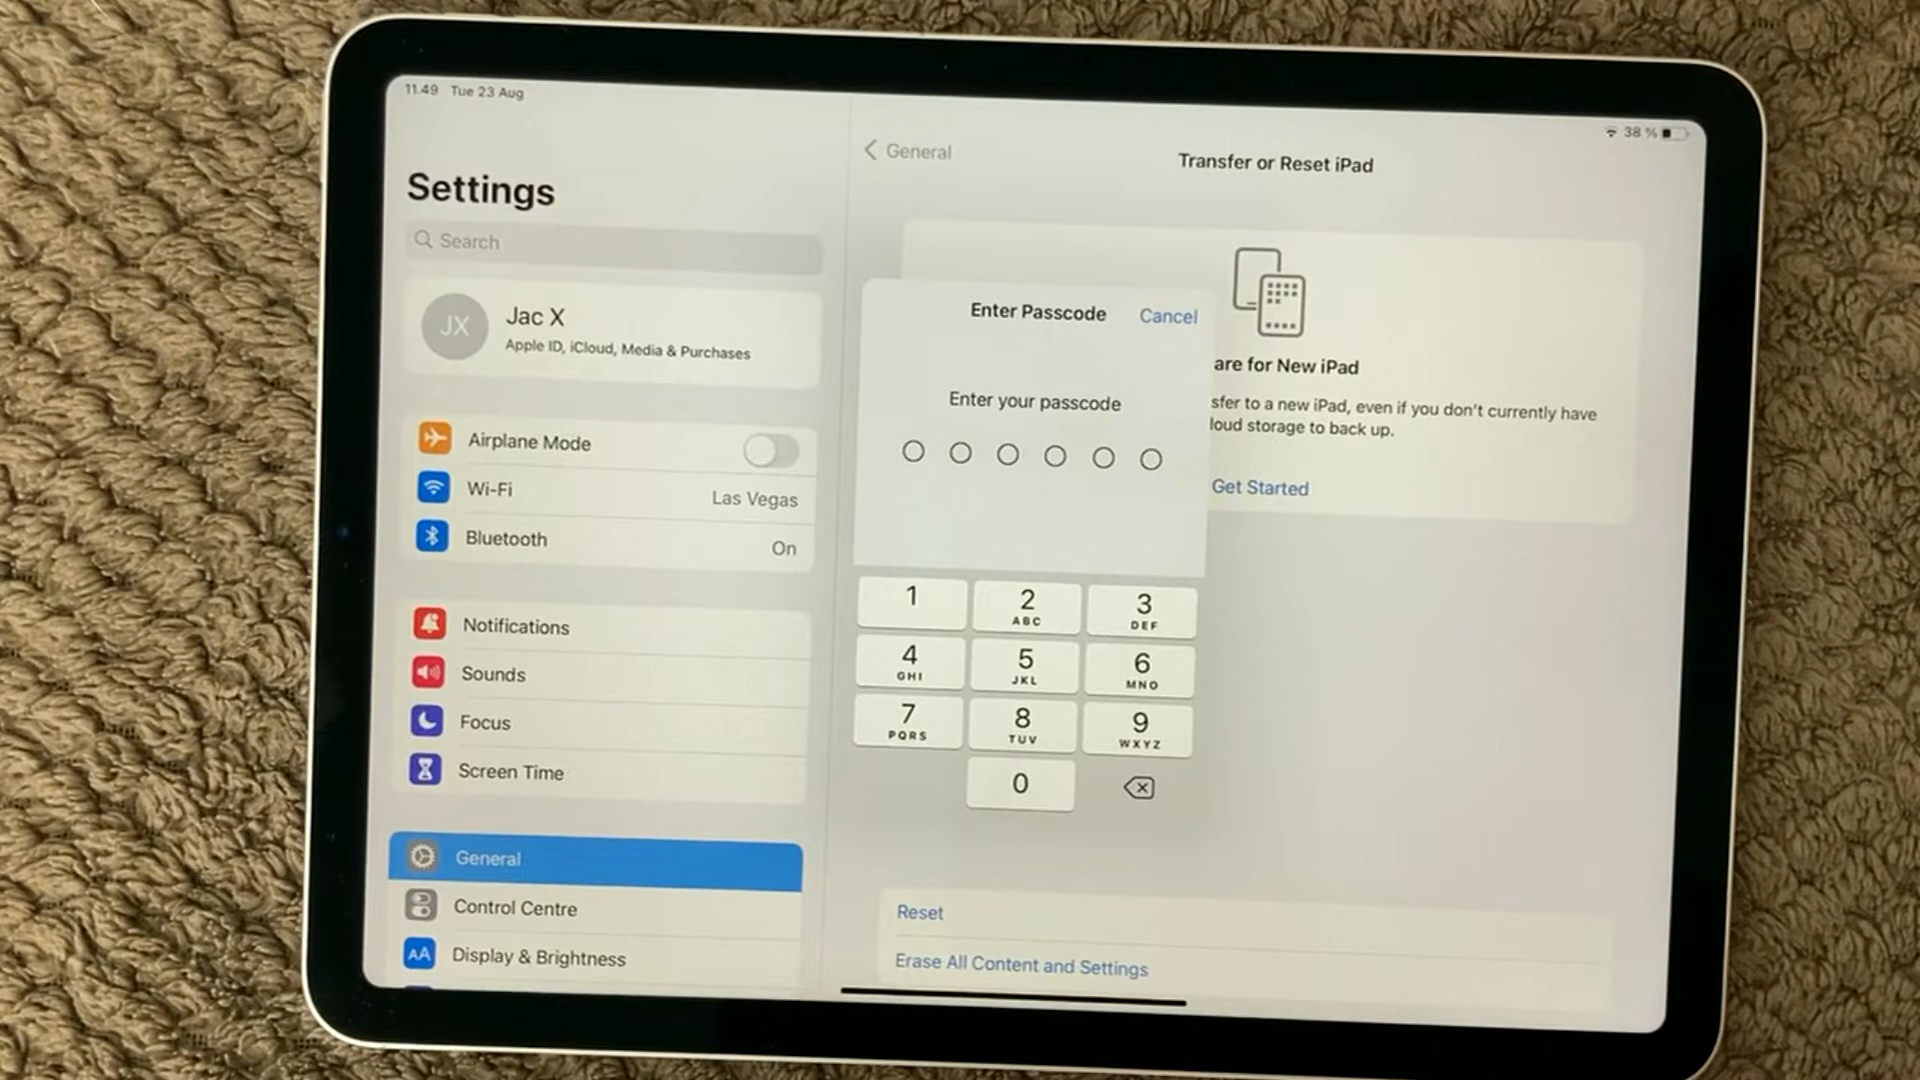 11.49 Tue 23 Aug
38 %
Settings
Search
JX
Jac X
Apple ID, iCloud, Media & Purchases
Airplane Mode
Wi-Fi
Las Vegas
Bluetooth
On
Notifications
Sounds
Focus
Screen Time
General
Control Centre
AA
Display & Brightness
General
Transfer or Reset iPad
are for New iPad
sfer to a new iPad, even if you don't currently have
loud storage to back up.
Get Started
Enter Passcode
Cancel
Enter your passcode
1
2
ABC
3
DEF
4
GHI
5
JKL
6
MNO
7
PQRS
8
TUV
9
WXYZ
0
Reset
Erase All Content and Settings